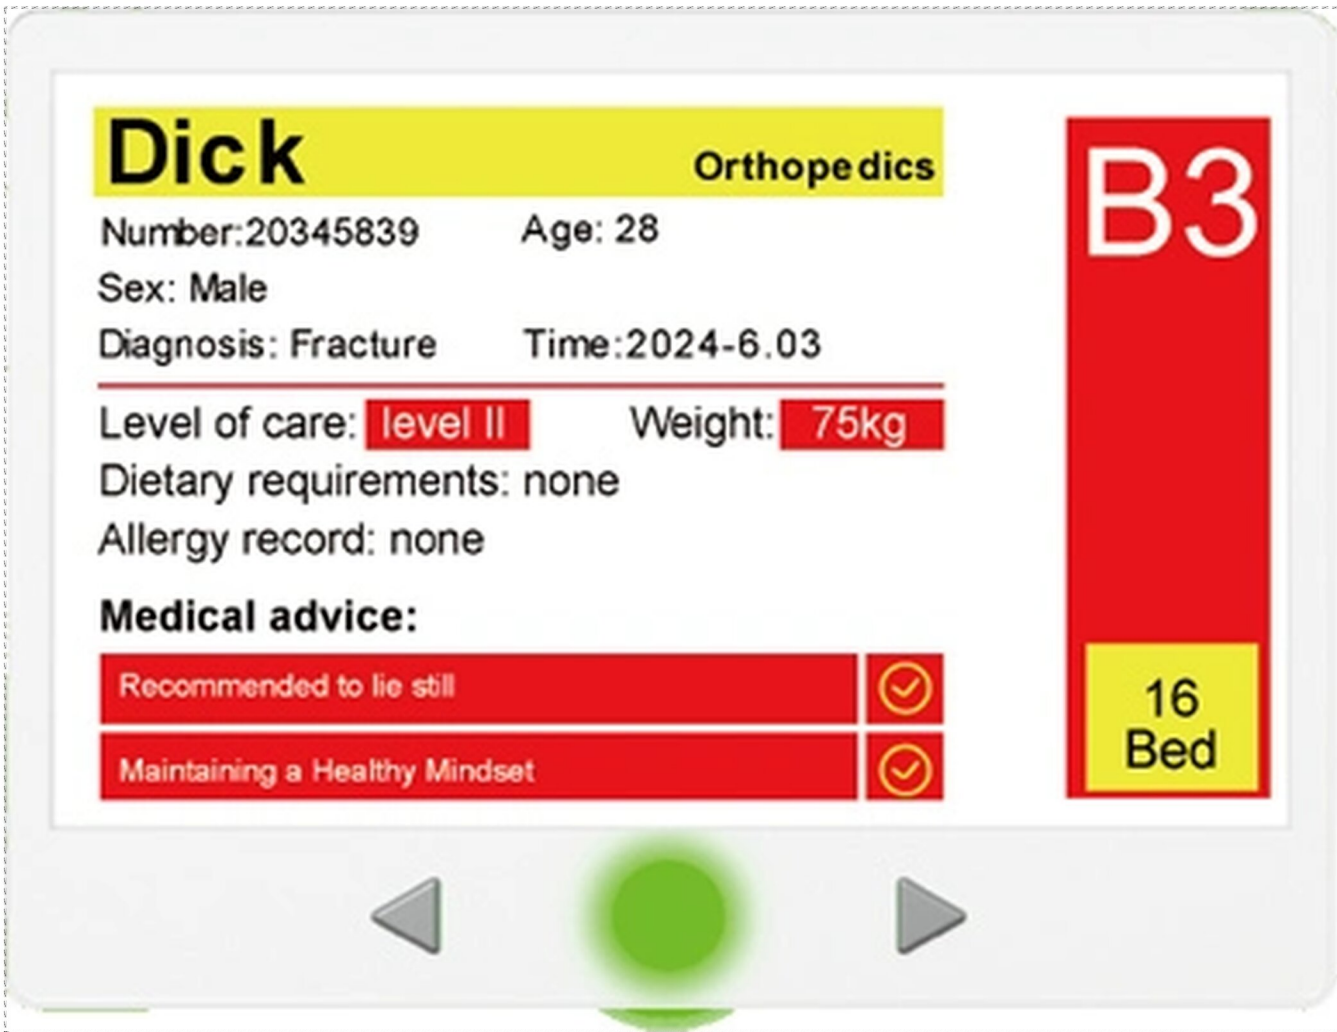 Dick Orthopedics
Number:20345839 Age: 28
Sex: Male
Diagnosis: Fracture Time:2024-6.03
Level of care: level II Weight: 75kg
Dietary requirements: none
Allergy record: none
Medical advice:
Recommended to lie still
Maintaining a Healthy Mindset
B3
16
Bed